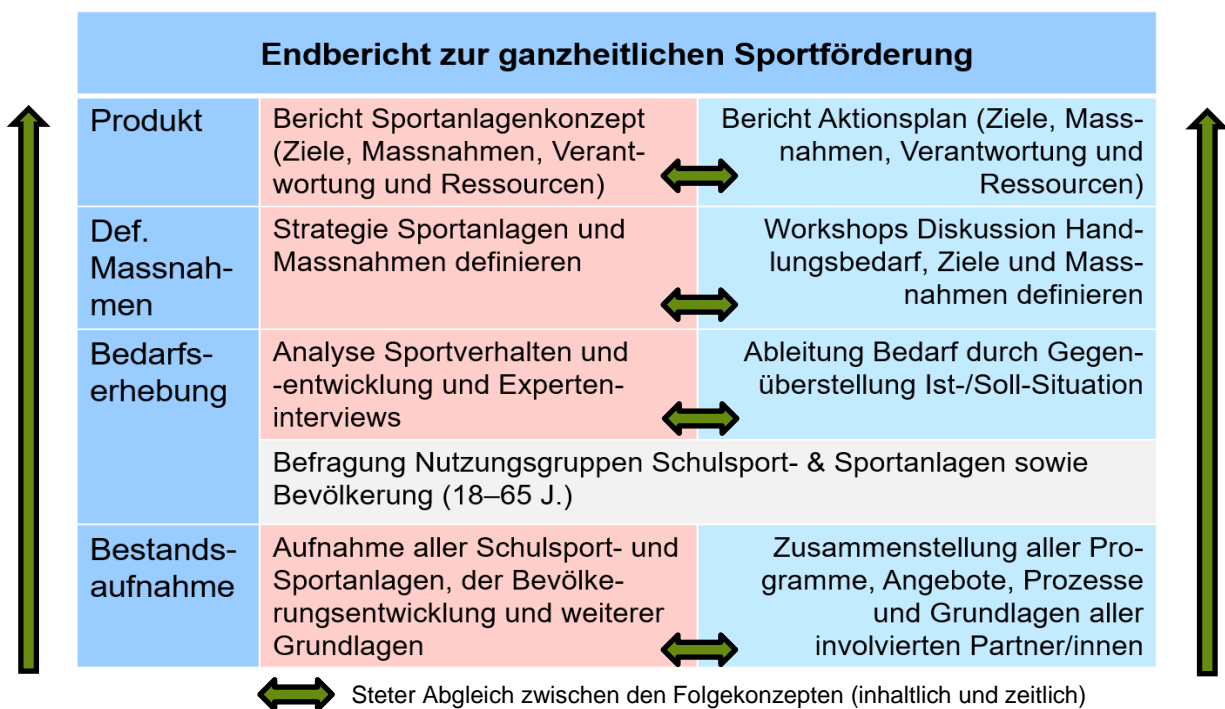 Endbericht zur ganzheitlichen Sportförderung
Produkt
Bericht Sportanlagenkonzept
(Ziele, Massnahmen, Verant-
wortung und Ressourcen)
Bericht Aktionsplan (Ziele, Mass-
nahmen, Verantwortung und
Ressourcen)
Def.
Massnah-
men
Strategie Sportanlagen und
Massnahmen definieren
Workshops Diskussion Hand-
lungsbedarf, Ziele und Mass-
nahmen definieren
Bedarfs-
erhebung
Analyse Sportverhalten und
-entwicklung und Experten-
interviews
Ableitung Bedarf durch Gegen-
überstellung Ist-/Soll-Situation
Befragung Nutzungsgruppen Schulsport- & Sportanlagen sowie
Bevölkerung (18–65 J.)
Bestands-
aufnahme
Aufnahme aller Schulsport- und
Sportanlagen, der Bevölke-
rungsentwicklung und weiterer
Grundlagen
Zusammenstellung aller Pro-
gramme, Angebote, Prozesse
und Grundlagen aller
involvierten Partner/innen
Steter Abgleich zwischen den Folgekonzepten (inhaltlich und zeitlich)